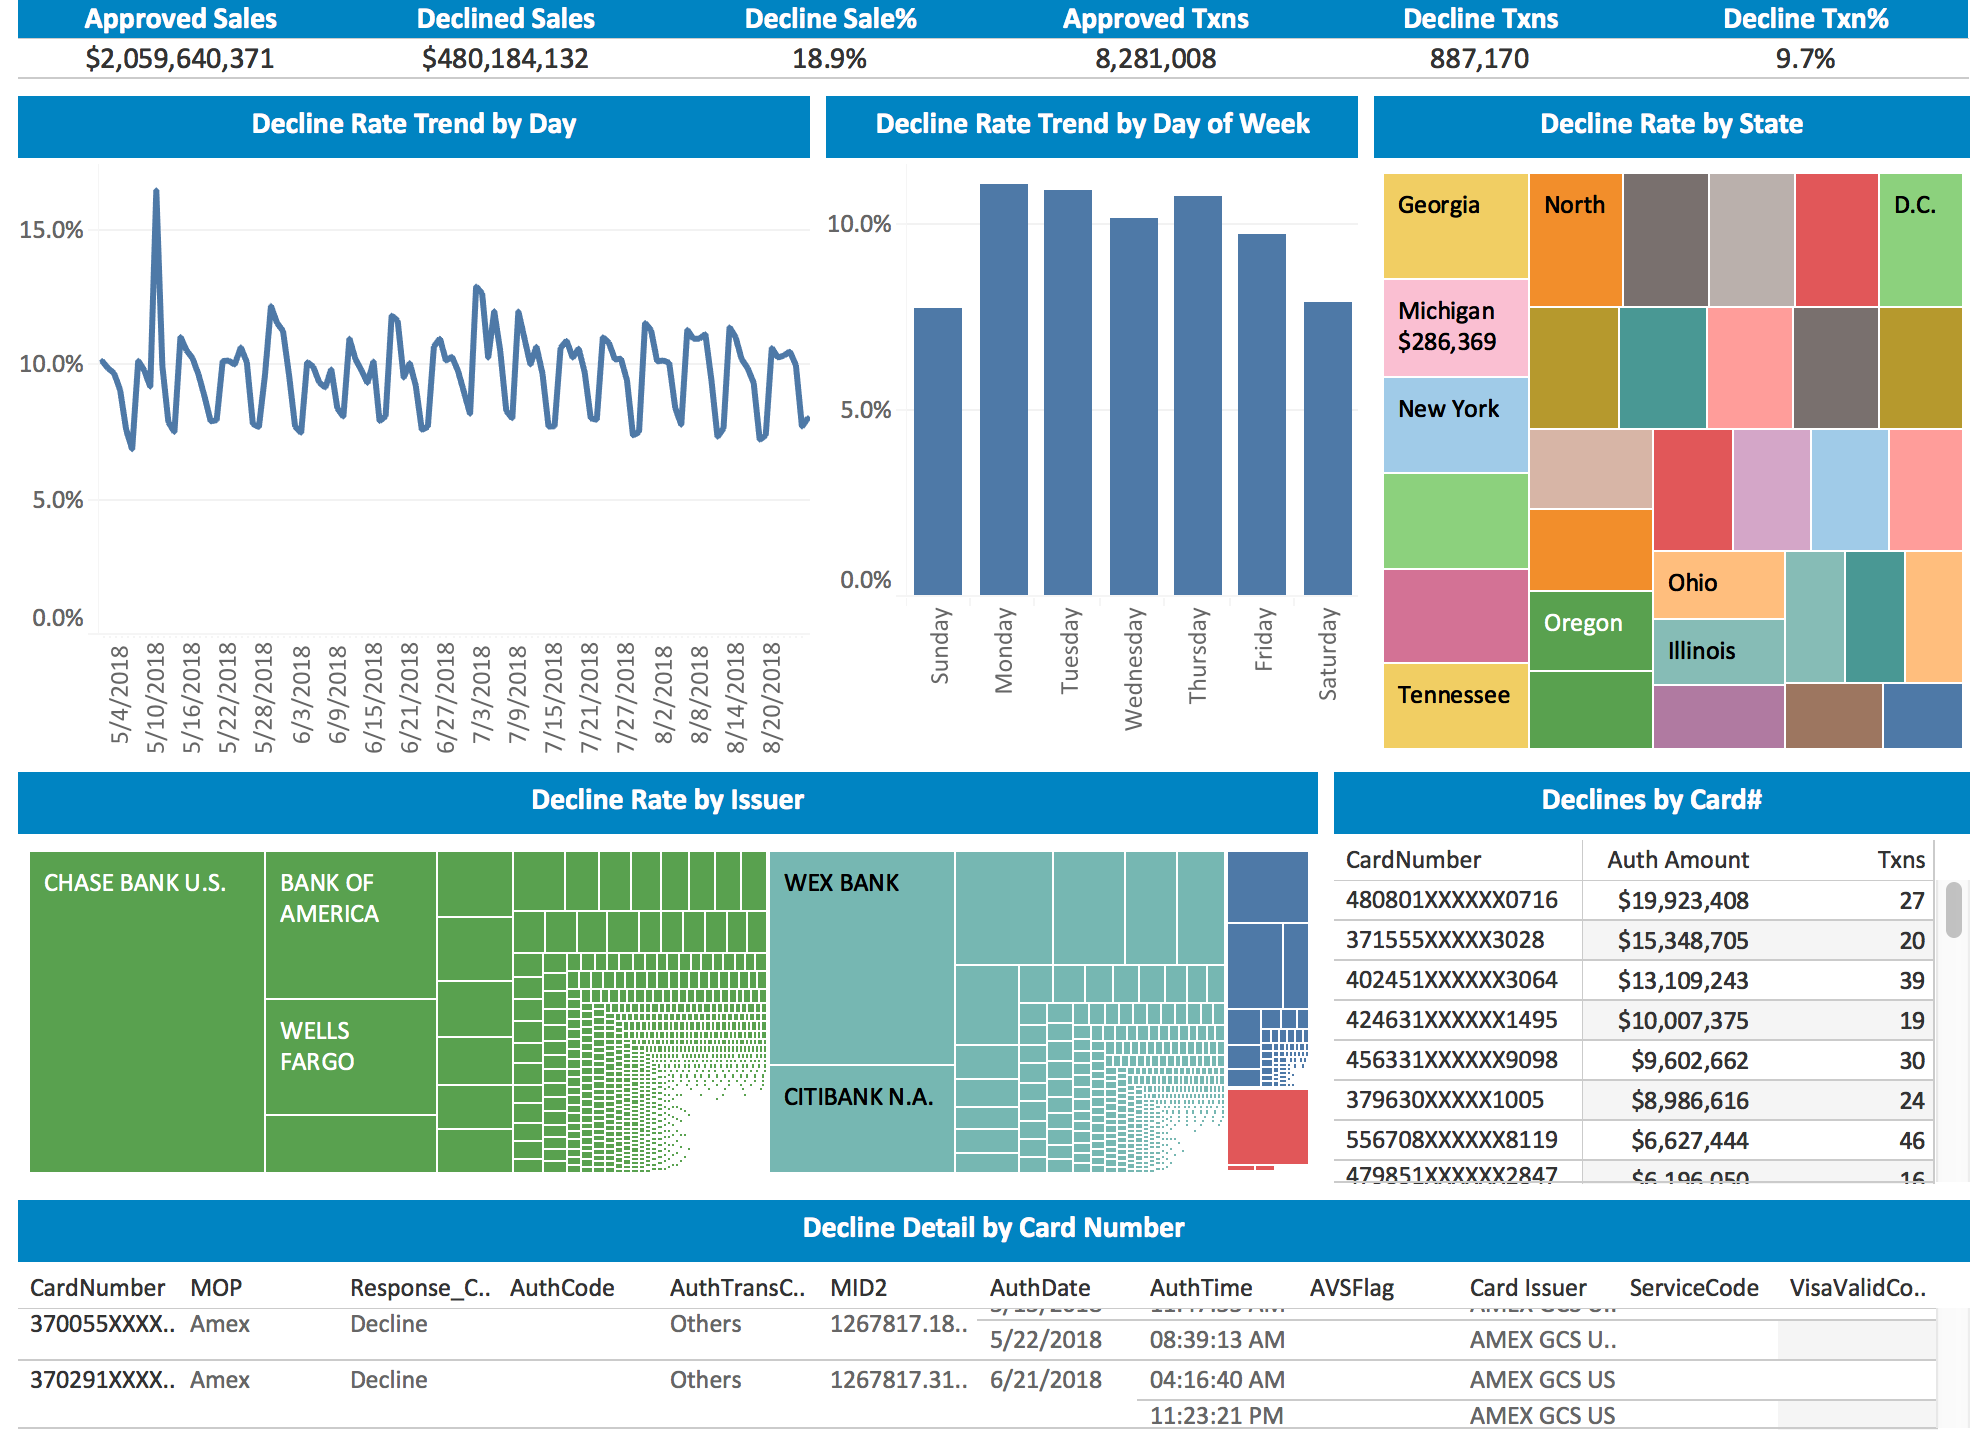 Approved Sales Declined Sales Decline Sale% Approved Txns Decline Txns Decline Txn%
$2,059,640,371 $480,184,132 18.9% 8,281,008 887,170 9.7%
Decline Rate Trend by Day
15.0%
10.0%
5.0%
0.0%
5/4/2018
5/10/2018
5/16/2018
5/22/2018
5/28/2018
6/3/2018
6/9/2018
6/15/2018
6/21/2018
6/27/2018
7/3/2018
7/9/2018
7/15/2018
7/21/2018
7/27/2018
8/2/2018
8/8/2018
8/14/2018
8/20/2018
Decline Rate Trend by Day of Week
10.0%
5.0%
0.0%
Sunday
Monday
Tuesday
Wednesday
Thursday
Friday
Saturday
Decline Rate by State
Georgia
North
D.C.
Michigan
$286,369
New York
Ohio
Oregon
Illinois
Tennessee
Decline Rate by Issuer
CHASE BANK U.S.
BANK OF
AMERICA
WELLS
FARGO
WEX BANK
CITIBANK N.A.
Declines by Card#
CardNumber Auth Amount Txns
480801XXXXXX0716 $19,923,408 27
371555XXXXX3028 $15,348,705 20
402451XXXXXX3064 $13,109,243 39
424631XXXXXX1495 $10,007,375 19
456331XXXXXX9098 $9,602,662 30
379630XXXXX1005 $8,986,616 24
556708XXXXXX8119 $6,627,444 46
479851XXXXXX2847 $6,196,050 16
Decline Detail by Card Number
CardNumber MOP Response_C.. AuthCode AuthTransC.. MID2 AuthDate AuthTime AVSFlag Card Issuer ServiceCode VisaValidCo..
370055XXXX.. Amex Decline Others 1267817.18..
5/22/2018 08:39:13 AM AMEX GCS U..
370291XXXX.. Amex Decline Others 1267817.31.. 6/21/2018 04:16:40 AM AMEX GCS US
11:23:21 PM AMEX GCS US